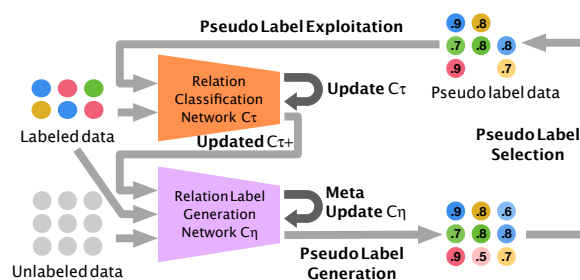 Pseudo Label Exploitation
.9 .8
.7 .8 .8
.9 .7
Pseudo label data
Relation
Classification
Network Cτ
Update Cτ
Labeled data
Updated Cτ+
Pseudo Label
Selection
Relation Label
Generation
Network Cη
Meta
Update Cη
.9 .8 .6
.7 .8 .8
.9 .5 .7
Unlabeled data
Pseudo Label
Generation